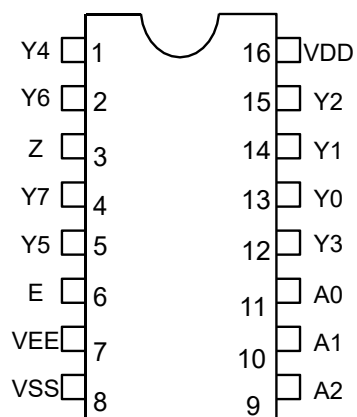 Y4 1 16 VDD
Y6 2 15 Y2
Z 3 14 Y1
Y7 4 13 Y0
Y5 5 12 Y3
E 6 11 A0
VEE 7 10 A1
VSS 8 9 A2